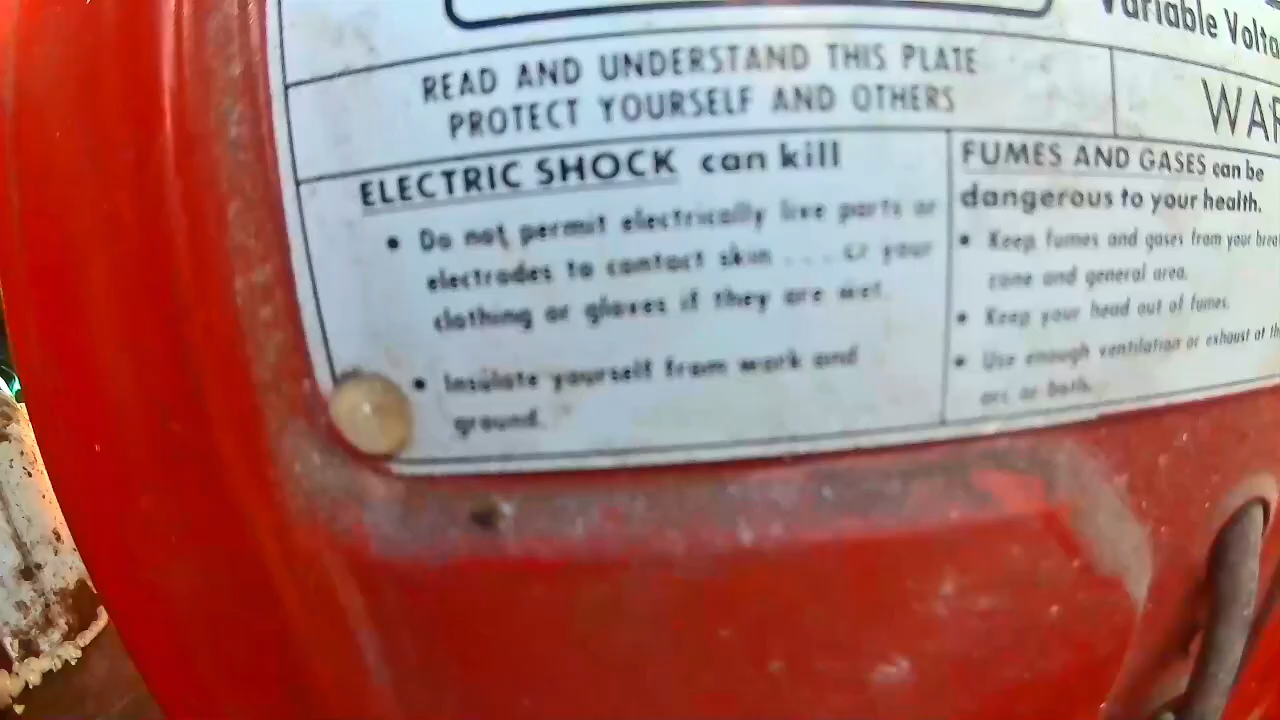 Variable Volta
READ AND UNDERSTAND THIS PLATE
PROTECT YOURSELF AND OTHERS
WAR
ELECTRIC SHOCK can kill
• Do not permit electrically live parts or
electrodes to contact skin . . . or your
clothing or gloves if they are wet.
• Insulate yourself from work and
ground.
FUMES AND GASES can be
dangerous to your health.
• Keep fumes and gases from your brea
zone and general area.
• Keep your head out of fumes.
• Use enough ventilation or exhaust at th
arc or both.